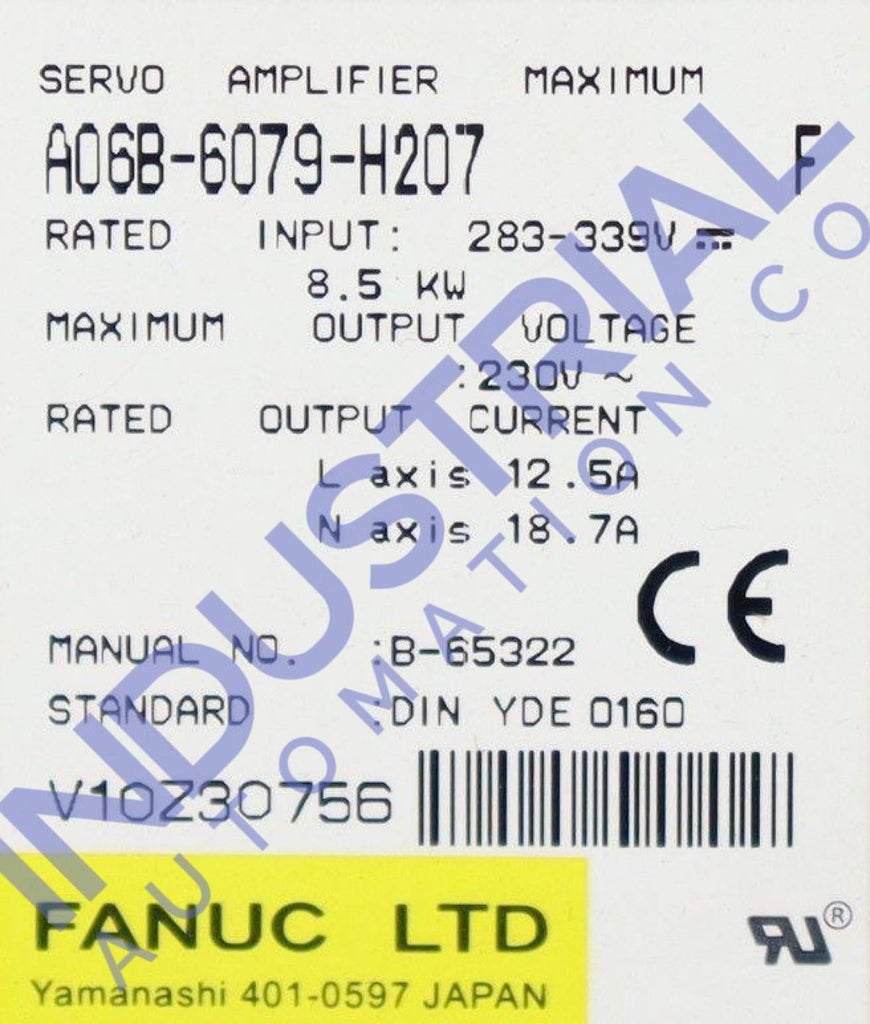 SERVO AMPLIFIER MAXIMUM
A06B-6079-H207 F
RATED INPUT: 283-339V ⎓
8.5 KW
MAXIMUM OUTPUT VOLTAGE
:230V ~
RATED OUTPUT CURRENT
L axis 12.5A
N axis 18.7A
CE
MANUAL NO. :B-65322
STANDARD :DIN YDE 0160
V10Z30756
FANUC LTD
Yamanashi 401-0597 JAPAN
RU ®
INDUSTRIAL
AUTOMATION CO